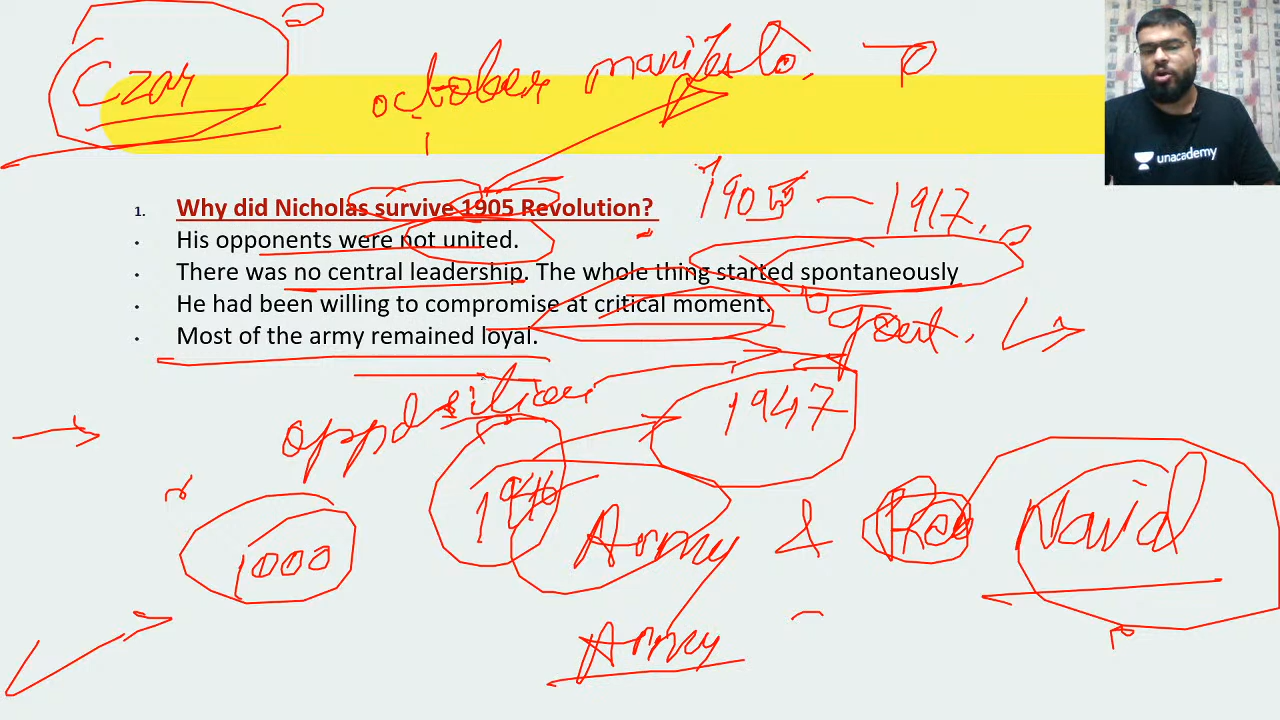 Czar
october manifesto.
unacademy
1905 — 1917.
1. Why did Nicholas survive 1905 Revolution?
• His opponents were not united.
• There was no central leadership. The whole thing started spontaneously
• He had been willing to compromise at critical moment.
• Most of the army remained loyal.
govt.
opposition
1947
1946
1000
Army &
Army